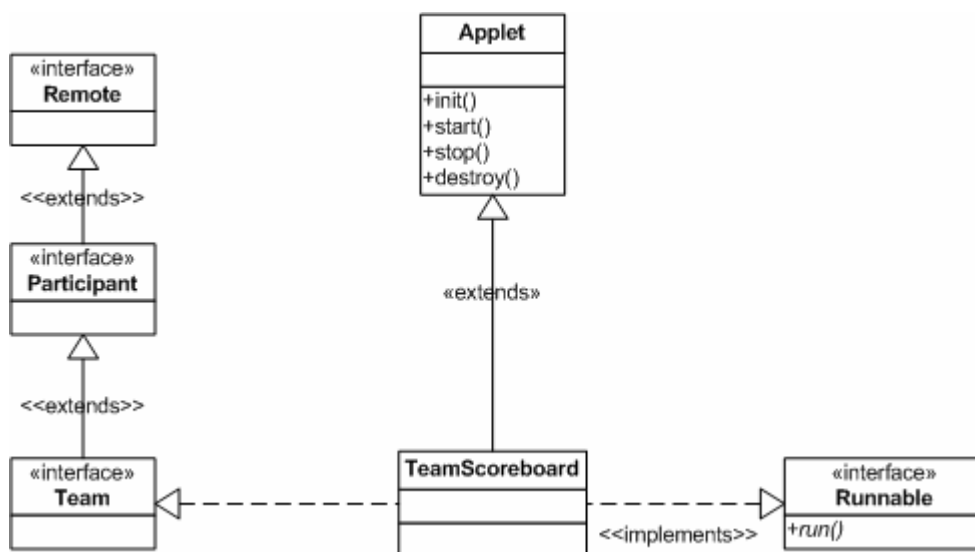 Applet
+init()
+start()
+stop()
+destroy()
«interface»
Remote
<<extends>>
«interface»
Participant
«extends»
<<extends>>
«interface»
Team
TeamScoreboard
«interface»
Runnable
+run()
<<implements>>